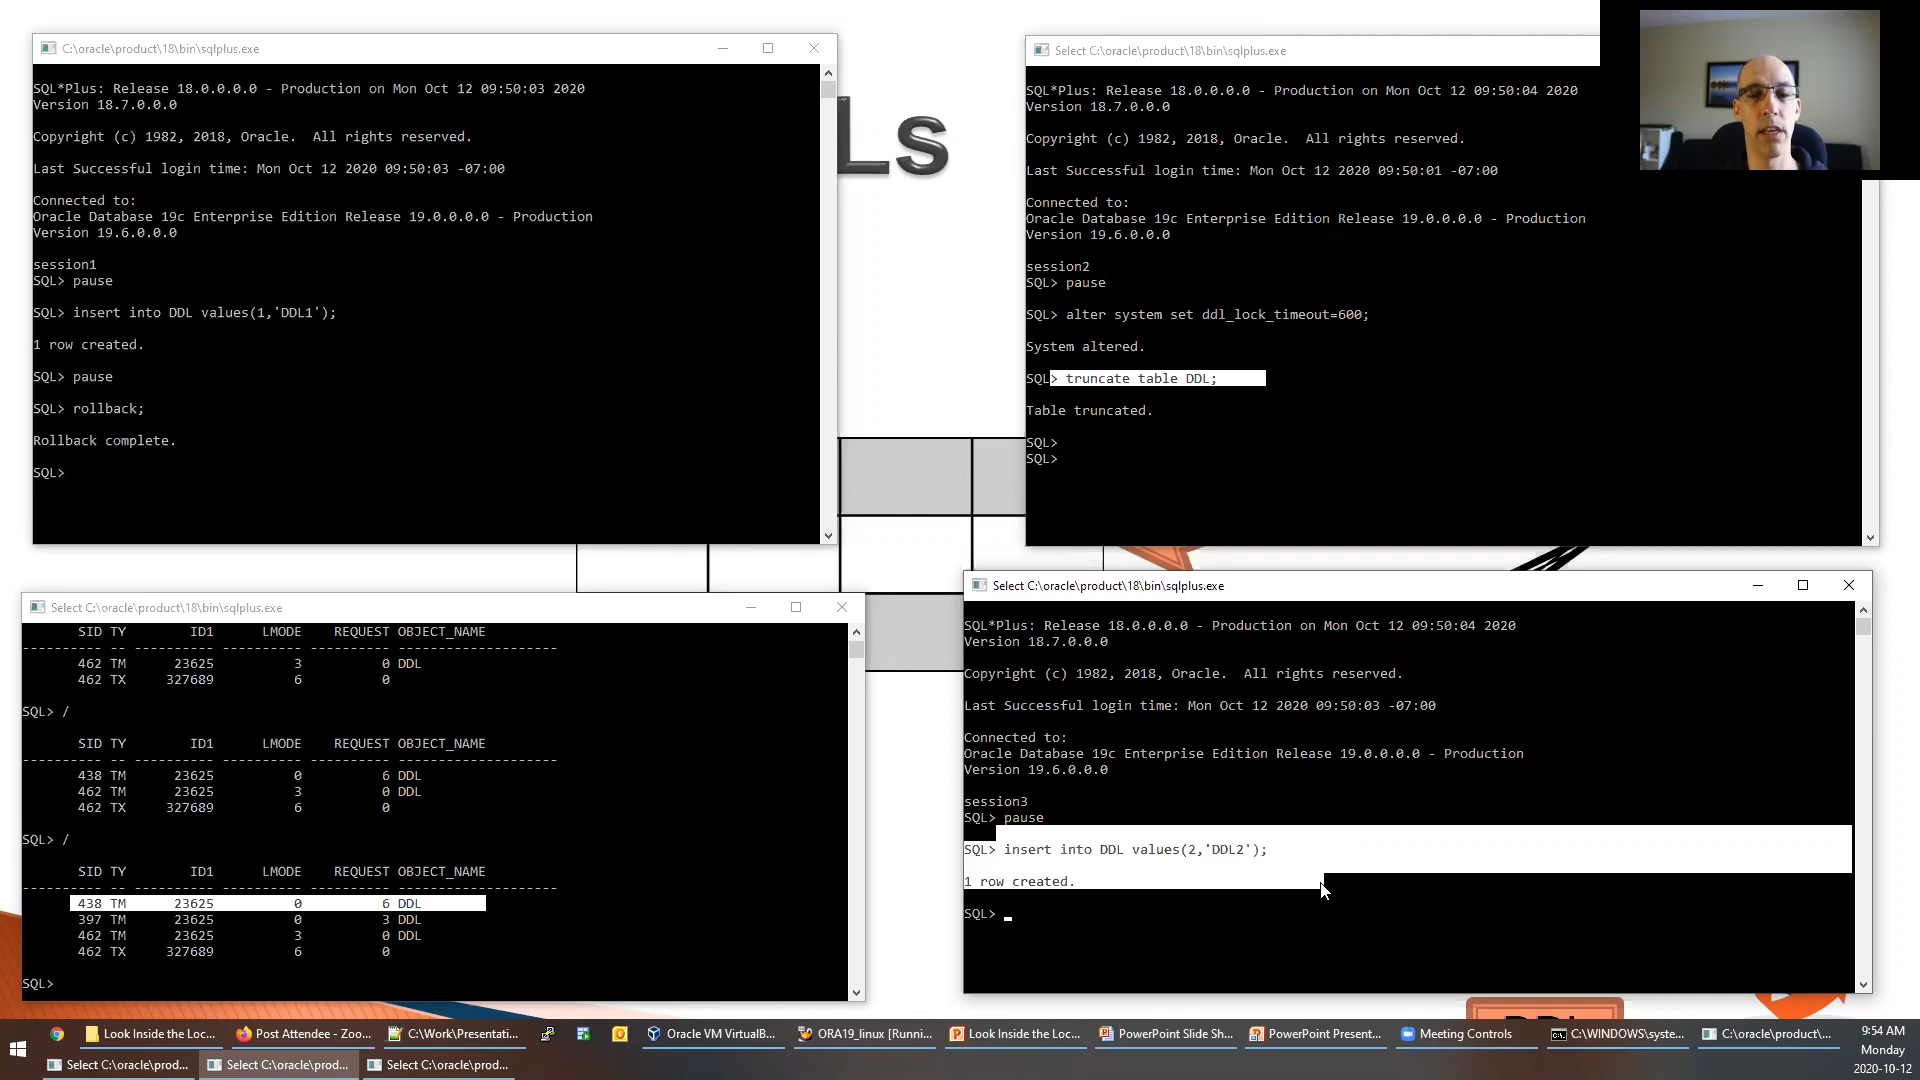 C:\oracle\product\18\bin\sqlplus.exe
SQL*Plus: Release 18.0.0.0.0 - Production on Mon Oct 12 09:50:03 2020
Version 18.7.0.0.0
Copyright (c) 1982, 2018, Oracle.  All rights reserved.
Last Successful login time: Mon Oct 12 2020 09:50:03 -07:00
Connected to:
Oracle Database 19c Enterprise Edition Release 19.0.0.0.0 - Production
Version 19.6.0.0.0
session1
SQL> pause
SQL> insert into DDL values(1,'DDL1');
1 row created.
SQL> pause
SQL> rollback;
Rollback complete.
SQL>
Ls
Select C:\oracle\product\18\bin\sqlplus.exe
SQL*Plus: Release 18.0.0.0.0 - Production on Mon Oct 12 09:50:04 2020
Version 18.7.0.0.0
Copyright (c) 1982, 2018, Oracle.  All rights reserved.
Last Successful login time: Mon Oct 12 2020 09:50:01 -07:00
Connected to:
Oracle Database 19c Enterprise Edition Release 19.0.0.0.0 - Production
Version 19.6.0.0.0
session2
SQL> pause
SQL> alter system set ddl_lock_timeout=600;
System altered.
SQL> truncate table DDL;
Table truncated.
SQL>
SQL>
Select C:\oracle\product\18\bin\sqlplus.exe
SID TY ID1 LMODE REQUEST OBJECT_NAME
---------- -- ---------- ---------- ---------- --------------------
462 TM 23625 3 0 DDL
462 TX 327689 6 0
SQL> /
SID TY ID1 LMODE REQUEST OBJECT_NAME
---------- -- ---------- ---------- ---------- --------------------
438 TM 23625 0 6 DDL
462 TM 23625 3 0 DDL
462 TX 327689 6 0
SQL> /
SID TY ID1 LMODE REQUEST OBJECT_NAME
---------- -- ---------- ---------- ---------- --------------------
438 TM 23625 0 6 DDL
397 TM 23625 0 3 DDL
462 TM 23625 3 0 DDL
462 TX 327689 6 0
SQL>
Select C:\oracle\product\18\bin\sqlplus.exe
SQL*Plus: Release 18.0.0.0.0 - Production on Mon Oct 12 09:50:04 2020
Version 18.7.0.0.0
Copyright (c) 1982, 2018, Oracle.  All rights reserved.
Last Successful login time: Mon Oct 12 2020 09:50:03 -07:00
Connected to:
Oracle Database 19c Enterprise Edition Release 19.0.0.0.0 - Production
Version 19.6.0.0.0
session3
SQL> pause
SQL> insert into DDL values(2,'DDL2');
1 row created.
SQL>
Look Inside the Loc... Post Attendee - Zoo... C:\Work\Presentati... Oracle VM VirtualB... ORA19_linux [Runni... Look Inside the Loc... PowerPoint Slide Sh... PowerPoint Present... Meeting Controls C:\WINDOWS\syste... C:\oracle\product\...
Select C:\oracle\prod... Select C:\oracle\prod... Select C:\oracle\prod...
9:54 AM
Monday
2020-10-12